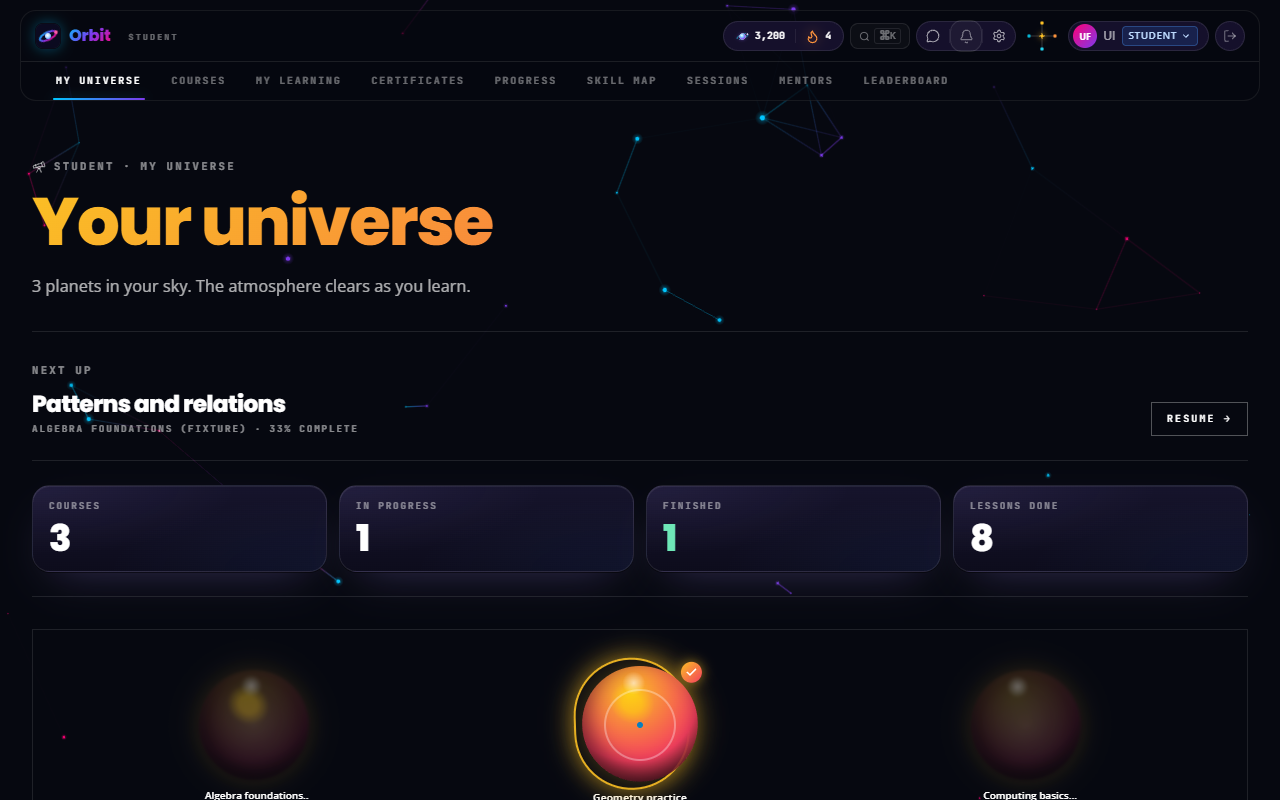 Orbit STUDENT 3,200 4 ⌘K UF UI STUDENT
MY UNIVERSE COURSES MY LEARNING CERTIFICATES PROGRESS SKILL MAP SESSIONS MENTORS LEADERBOARD
STUDENT · MY UNIVERSE
Your universe
3 planets in your sky. The atmosphere clears as you learn.
NEXT UP
Patterns and relations
ALGEBRA FOUNDATIONS (FIXTURE) · 33% COMPLETE
RESUME →
COURSES IN PROGRESS FINISHED LESSONS DONE
3 1 1 8
Algebra foundations.. Geometry practice Computing basics...